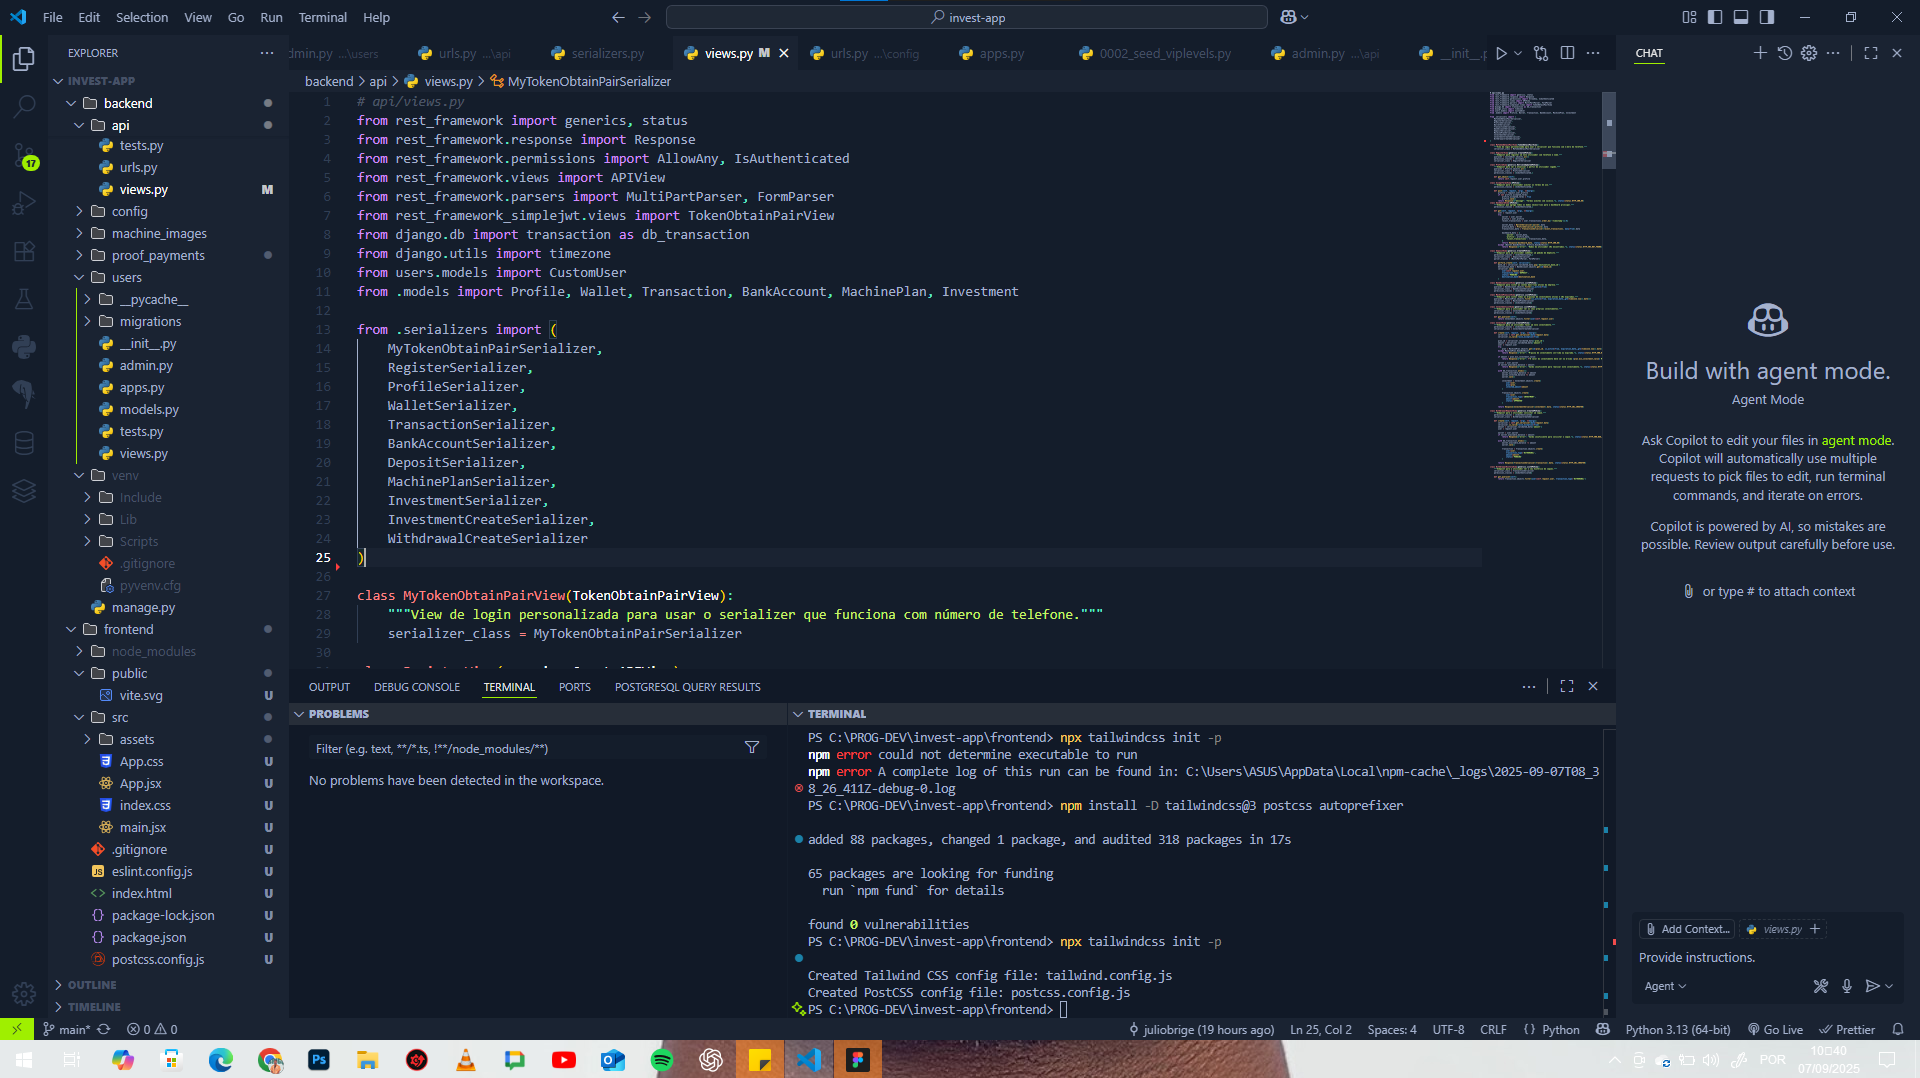 File Edit Selection View Go Run Terminal Help
invest-app
EXPLORER
INVEST-APP
backend
api
tests.py
urls.py
views.py M
config
machine_images
proof_payments
users
__pycache__
migrations
__init__.py
admin.py
apps.py
models.py
tests.py
views.py
venv
Include
Lib
Scripts
.gitignore
pyvenv.cfg
manage.py
frontend
node_modules
public
vite.svg U
src
assets
App.css U
App.jsx U
index.css U
main.jsx U
.gitignore U
eslint.config.js U
index.html U
package-lock.json U
package.json U
postcss.config.js U
OUTLINE
TIMELINE
17
dmin.py ...\users urls.py ...\api serializers.py views.py M urls.py ...\config apps.py 0002_seed_viplevels.py admin.py ...\api __init__.p
backend > api > views.py > MyTokenObtainPairSerializer
1 # api/views.py
2 from rest_framework import generics, status
3 from rest_framework.response import Response
4 from rest_framework.permissions import AllowAny, IsAuthenticated
5 from rest_framework.views import APIView
6 from rest_framework.parsers import MultiPartParser, FormParser
7 from rest_framework_simplejwt.views import TokenObtainPairView
8 from django.db import transaction as db_transaction
9 from django.utils import timezone
10 from users.models import CustomUser
11 from .models import Profile, Wallet, Transaction, BankAccount, MachinePlan, Investment
12
13 from .serializers import (
14 MyTokenObtainPairSerializer,
15 RegisterSerializer,
16 ProfileSerializer,
17 WalletSerializer,
18 TransactionSerializer,
19 BankAccountSerializer,
20 DepositSerializer,
21 MachinePlanSerializer,
22 InvestmentSerializer,
23 InvestmentCreateSerializer,
24 WithdrawalCreateSerializer
25 )
26
27 class MyTokenObtainPairView(TokenObtainPairView):
28 """View de login personalizada para usar o serializer que funciona com número de telefone."""
29 serializer_class = MyTokenObtainPairSerializer
30
OUTPUT DEBUG CONSOLE TERMINAL PORTS POSTGRESQL QUERY RESULTS
PROBLEMS
Filter (e.g. text, **/*.ts, !**/node_modules/**)
No problems have been detected in the workspace.
TERMINAL
PS C:\PROG-DEV\invest-app\frontend> npx tailwindcss init -p
npm error could not determine executable to run
npm error A complete log of this run can be found in: C:\Users\ASUS\AppData\Local\npm-cache\_logs\2025-09-07T08_3
8_26_411Z-debug-0.log
PS C:\PROG-DEV\invest-app\frontend> npm install -D tailwindcss@3 postcss autoprefixer
added 88 packages, changed 1 package, and audited 318 packages in 17s
65 packages are looking for funding
run `npm fund` for details
found 0 vulnerabilities
PS C:\PROG-DEV\invest-app\frontend> npx tailwindcss init -p
Created Tailwind CSS config file: tailwind.config.js
Created PostCSS config file: postcss.config.js
PS C:\PROG-DEV\invest-app\frontend>
CHAT
Build with agent mode.
Agent Mode
Ask Copilot to edit your files in agent mode.
Copilot will automatically use multiple
requests to pick files to edit, run terminal
commands, and iterate on errors.
Copilot is powered by AI, so mistakes are
possible. Review output carefully before use.
or type # to attach context
Add Context... views.py +
Provide instructions.
Agent
main* 0 0 juliobrige (19 hours ago) Ln 25, Col 2 Spaces: 4 UTF-8 CRLF {} Python Python 3.13 (64-bit) Go Live Prettier
Ps
POR
07/09/2025